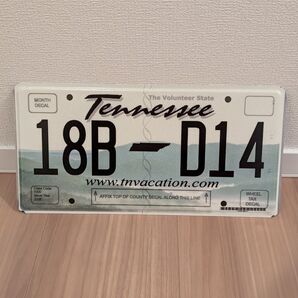 The Volunteer State
MONTH
DECAL
Tennessee
18B D14
www.tnvacation.com
AFFIX TOP OF COUNTY DECAL ALONG THIS LINE
WHEEL
TAX
DECAL